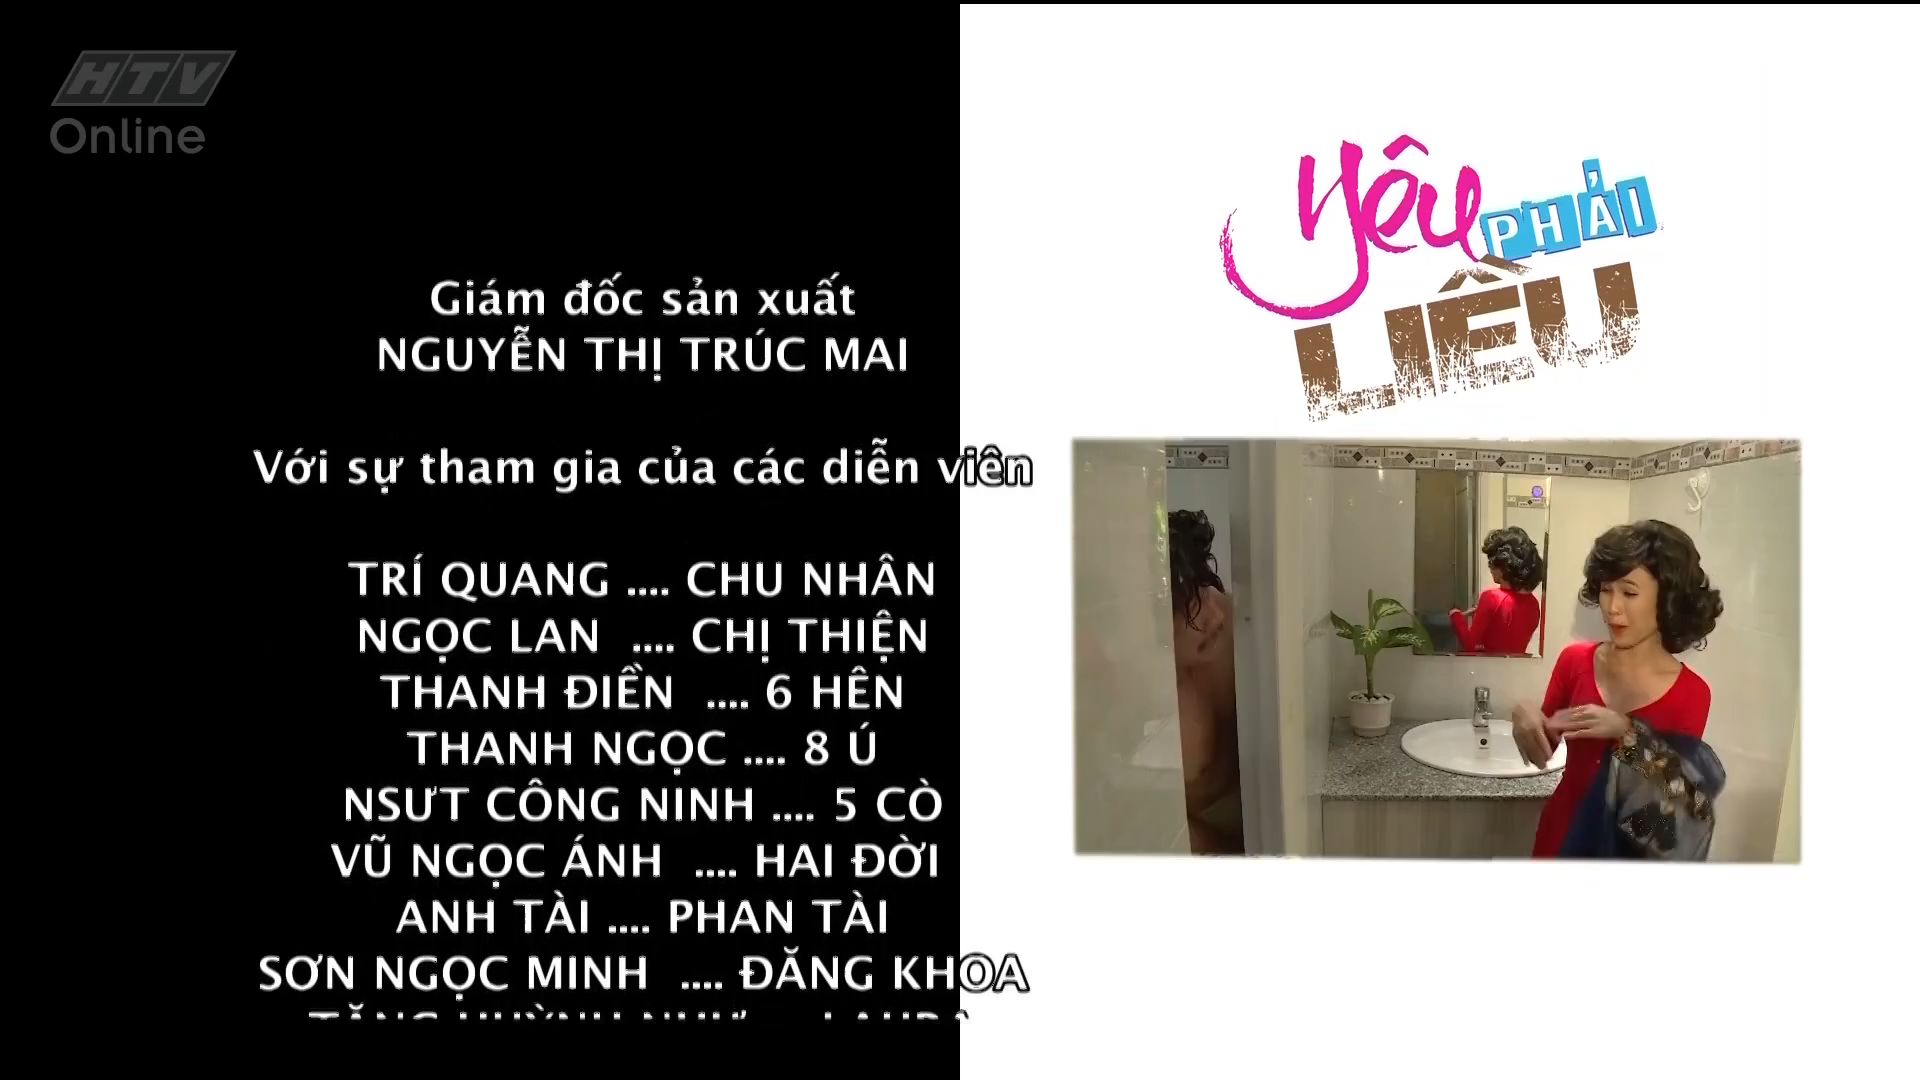 HTV
Online
Yêu PHẢI
LIỀU
Giám đốc sản xuất
NGUYỄN THỊ TRÚC MAI
Với sự tham gia của các diễn viên
TRÍ QUANG .... CHU NHÂN
NGỌC LAN .... CHỊ THIỆN
THANH ĐIỀN .... 6 HÊN
THANH NGỌC .... 8 Ú
NSƯT CÔNG NINH .... 5 CÒ
VŨ NGỌC ÁNH .... HAI ĐỜI
ANH TÀI .... PHAN TÀI
SƠN NGỌC MINH .... ĐĂNG KHOA